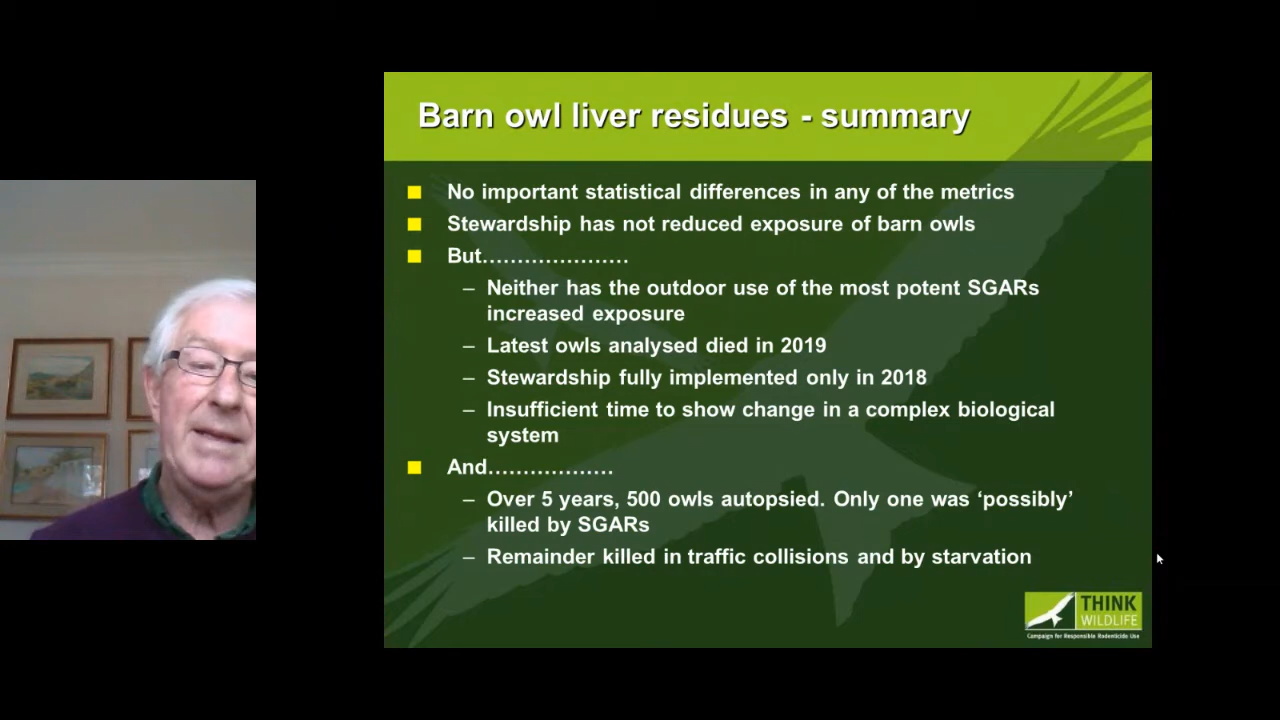 Barn owl liver residues - summary
No important statistical differences in any of the metrics
Stewardship has not reduced exposure of barn owls
But.....................
– Neither has the outdoor use of the most potent SGARs
increased exposure
– Latest owls analysed died in 2019
– Stewardship fully implemented only in 2018
– Insufficient time to show change in a complex biological
system
And..................
– Over 5 years, 500 owls autopsied. Only one was ‘possibly’
killed by SGARs
– Remainder killed in traffic collisions and by starvation
THINK
WILDLIFE
Campaign for Responsible Rodenticide Use